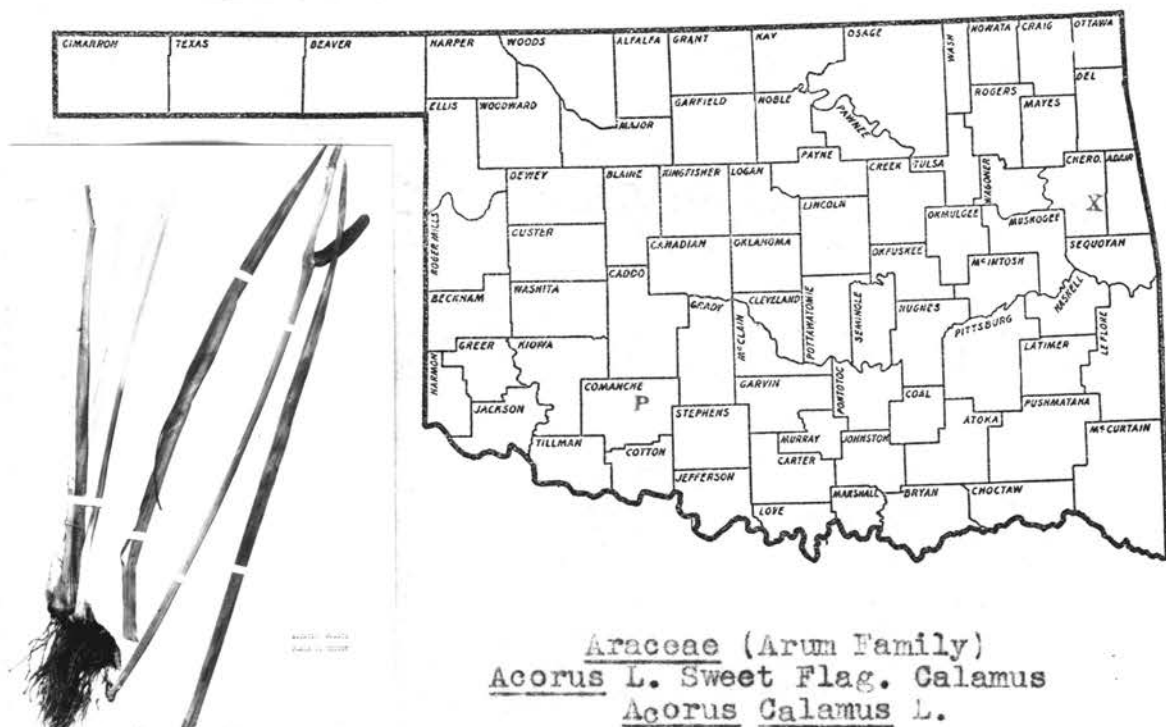 CIMARRON TEXAS BEAVER HARPER WOODS ALFALFA GRANT KAY OSAGE WASH NOWATA CRAIG OTTAWA
DEL
ELLIS WOODWARD MAJOR GARFIELD NOBLE PAWNEE ROGERS MAYES
DEWEY BLAINE KINGFISHER LOGAN PAYNE CREEK TULSA WAGONER CHERO. ADAIR
X
ROGER MILLS CUSTER CANADIAN OKLAHOMA LINCOLN OKFUSKEE OKMULGEE MUSKOGEE SEQUOYAH
BECKHAM WASHITA CADDO GRADY CLEVELAND McCLAIN POTTAWATOMIE SEMINOLE HUGHES McINTOSH HASKELL
HARMON GREER KIOWA PITTSBURG LATIMER LE FLORE
JACKSON COMANCHE STEPHENS GARVIN PONTOTOC COAL ATOKA PUSHMATAHA McCURTAIN
P
TILLMAN COTTON JEFFERSON MURRAY JOHNSTON CARTER
LOVE MARSHALL BRYAN CHOCTAW
Araceae (Arum Family)
Acorus L. Sweet Flag. Calamus
Acorus Calamus L.